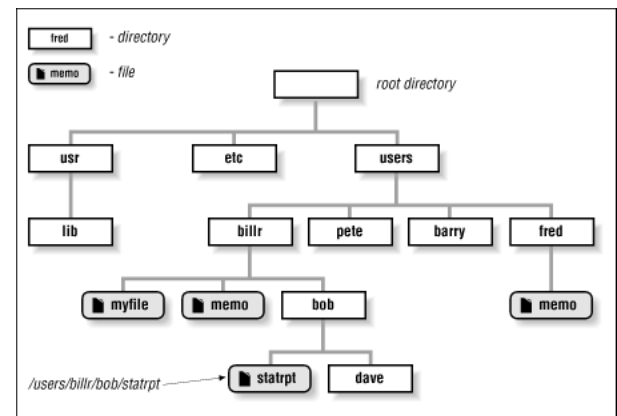 fred - directory
memo - file
root directory
usr etc users
lib billr pete barry fred
myfile memo bob memo
/users/billr/bob/statrpt statrpt dave